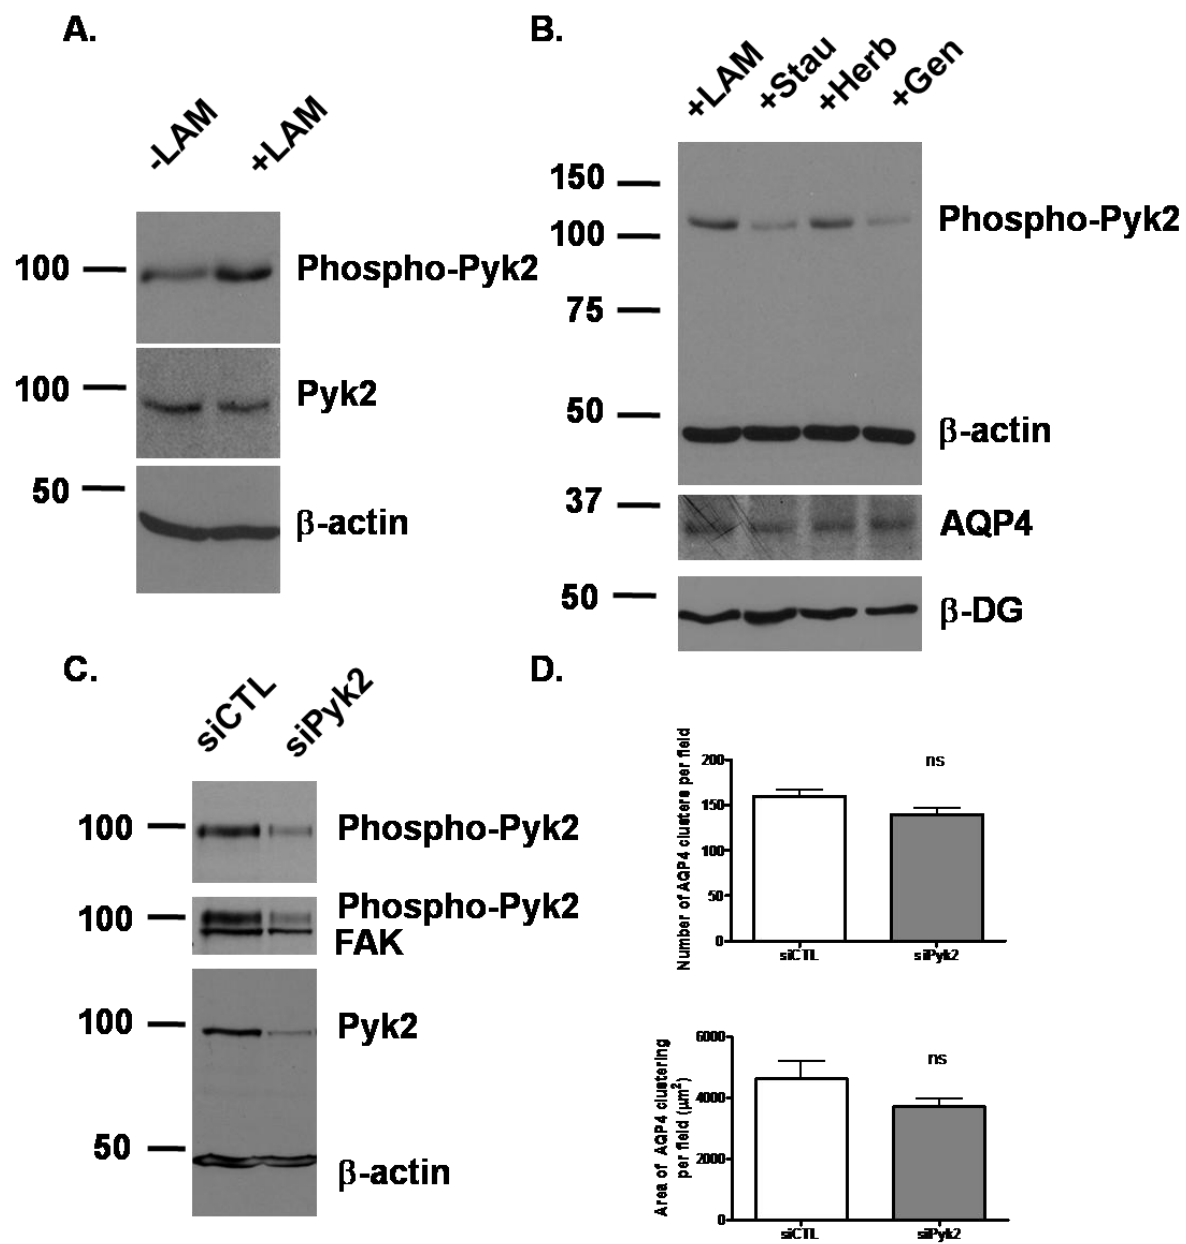 A.
-LAM +LAM
100 Phospho-Pyk2
100 Pyk2
50 β-actin
B.
+LAM +Stau +Herb +Gen
150
100 Phospho-Pyk2
75
50 β-actin
37 AQP4
50 β-DG
C.
siCTL siPyk2
100 Phospho-Pyk2
100 Phospho-Pyk2
FAK
100 Pyk2
50 β-actin
D.
Number of AQP4 clusters per field
200
150
100
50
0
ns
siCTL siPyk2
Area of AQP4 clustering
per field (μm²)
6000
4000
2000
0
ns
siCTL siPyk2